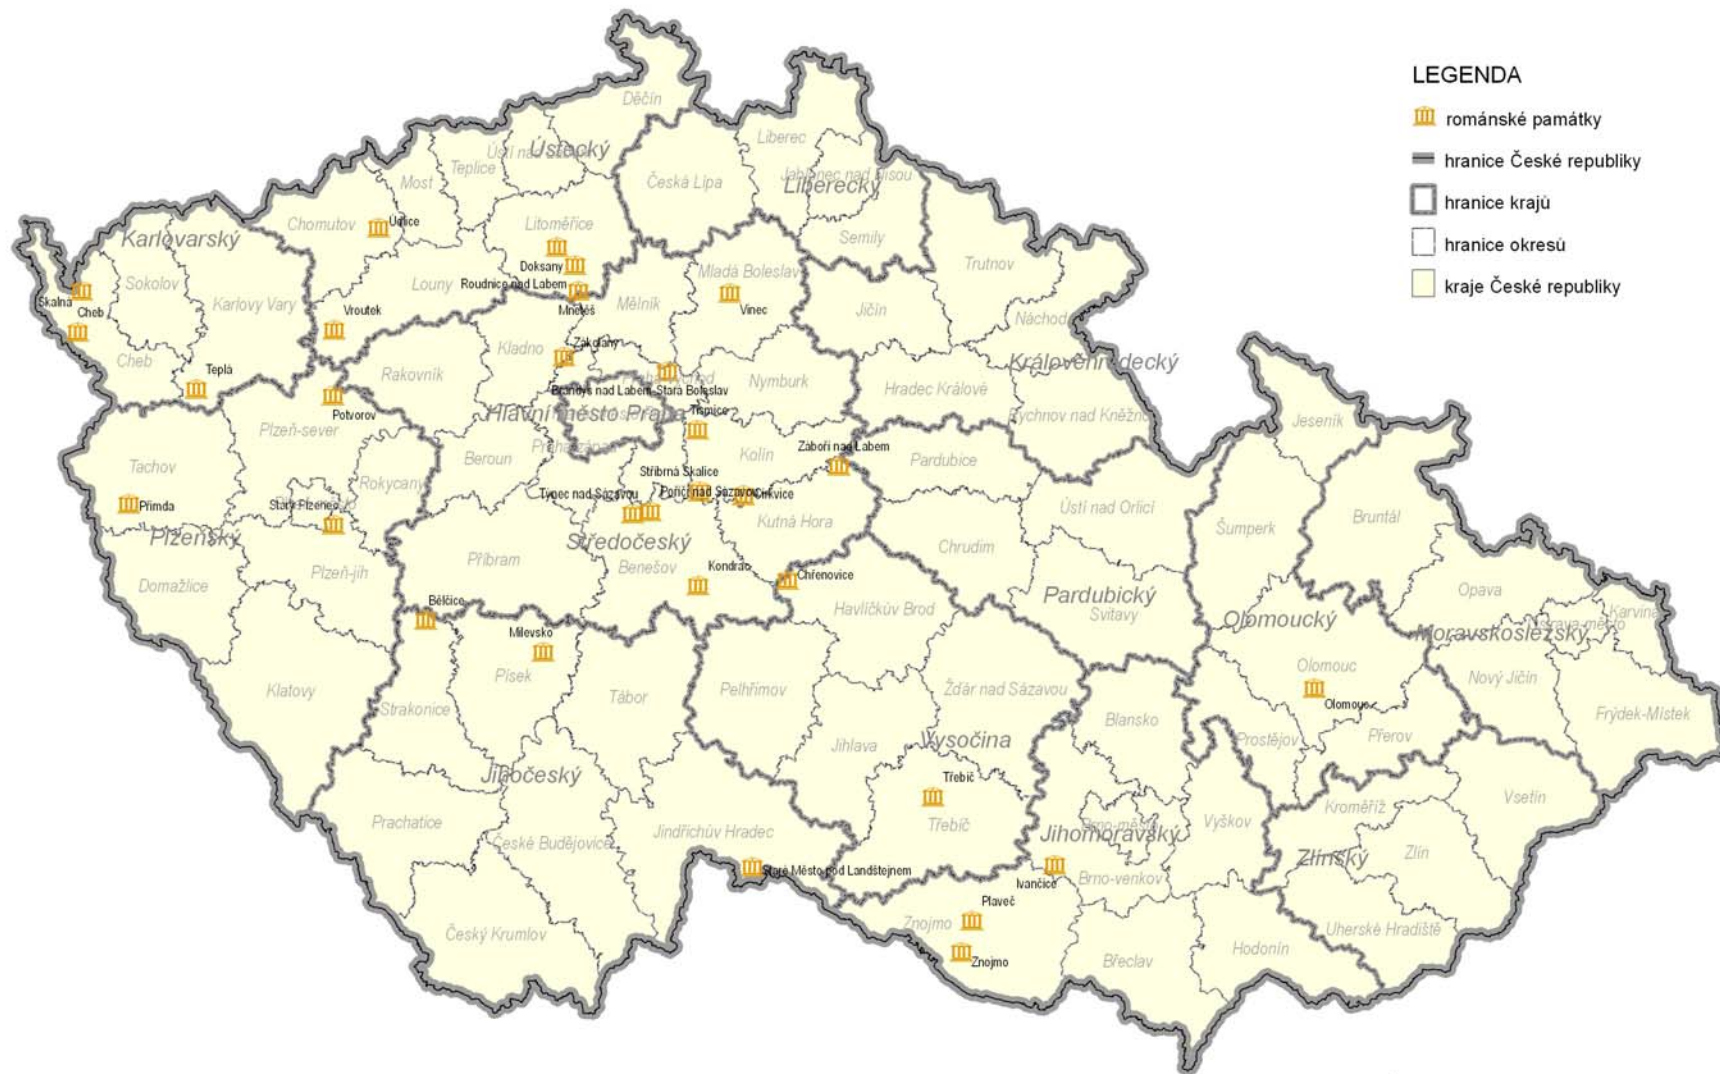 LEGENDA
románské památky
hranice České republiky
hranice krajů
hranice okresů
kraje České republiky
Děčín
Ústecký
Liberec
Teplice
Most
Česká Lípa
Liberecký
Chomutov
Údlice
Litoměřice
Semily
Karlovarský
Trutnov
Doksany
Mladá Boleslav
Sokolov
Louny
Roudnice nad Labem
Karlovy Vary
Skalná
Mnetěš
Mělník
Vinec
Jičín
Cheb
Vroutek
Náchod
Zákolany
Kladno
Cheb
Teplá
Rakovník
Nymburk
Královéhradecký
Brandýs nad Labem-Stará Boleslav
Hradec Králové
Potvorov
Hlavní město Praha
Tismice
Rychnov nad Kněžnou
Plzeň-sever
Jeseník
Záboří nad Labem
Beroun
Kolín
Pardubice
Tachov
Stříbrná Skalice
Rokycany
Týnec nad Sázavou
Poříčí nad Sázavou
Církvice
Přímda
Starý Plzenec
Kutná Hora
Ústí nad Orlicí
Bruntál
Šumperk
Plzeňský
Středočeský
Chrudim
Příbram
Kondrac
Benešov
Plzeň-jih
Chřenovice
Domažlice
Opava
Pardubický
Bělčice
Havlíčkův Brod
Svitavy
Olomoucký
Karviná
Moravskoslezský
Milevsko
Písek
Olomouc
Nový Jičín
Klatovy
Tábor
Pelhřimov
Žďár nad Sázavou
Olomouc
Strakonice
Blansko
Frýdek-Místek
Jihlava
Vysočina
Prostějov
Přerov
Jihočeský
Třebíč
Vsetín
Kroměříž
Prachatice
Třebíč
Jindřichův Hradec
Jihomoravský
Vyškov
České Budějovice
Zlínský
Zlín
Staré Město pod Landštejnem
Ivančice
Brno-venkov
Plaveč
Znojmo
Český Krumlov
Uherské Hradiště
Znojmo
Břeclav
Hodonín